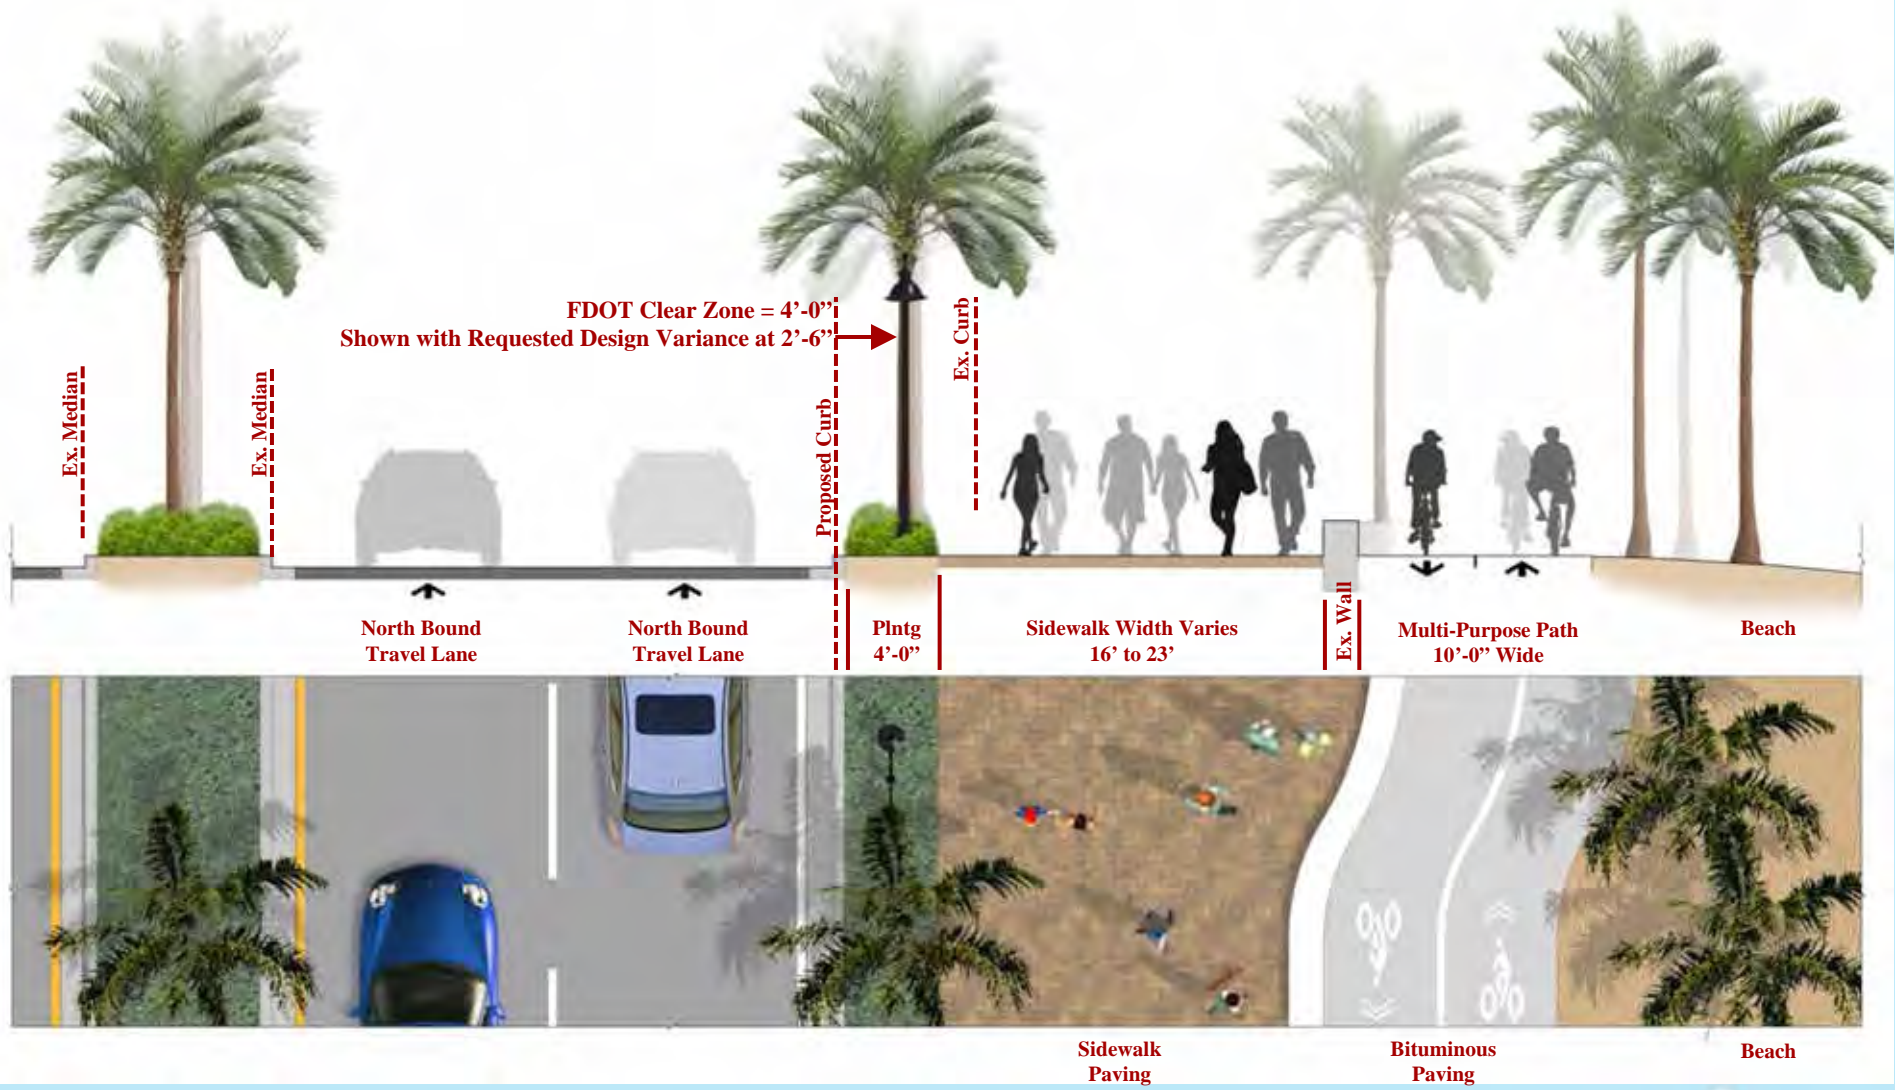 FDOT Clear Zone = 4’-0”
Shown with Requested Design Variance at 2’-6”
Ex. Median
Ex. Median
Proposed Curb
Ex. Curb
North Bound
Travel Lane
North Bound
Travel Lane
Plntg
4’-0”
Sidewalk Width Varies
16’ to 23’
Ex. Wall
Multi-Purpose Path
10’-0” Wide
Beach
Sidewalk
Paving
Bituminous
Paving
Beach